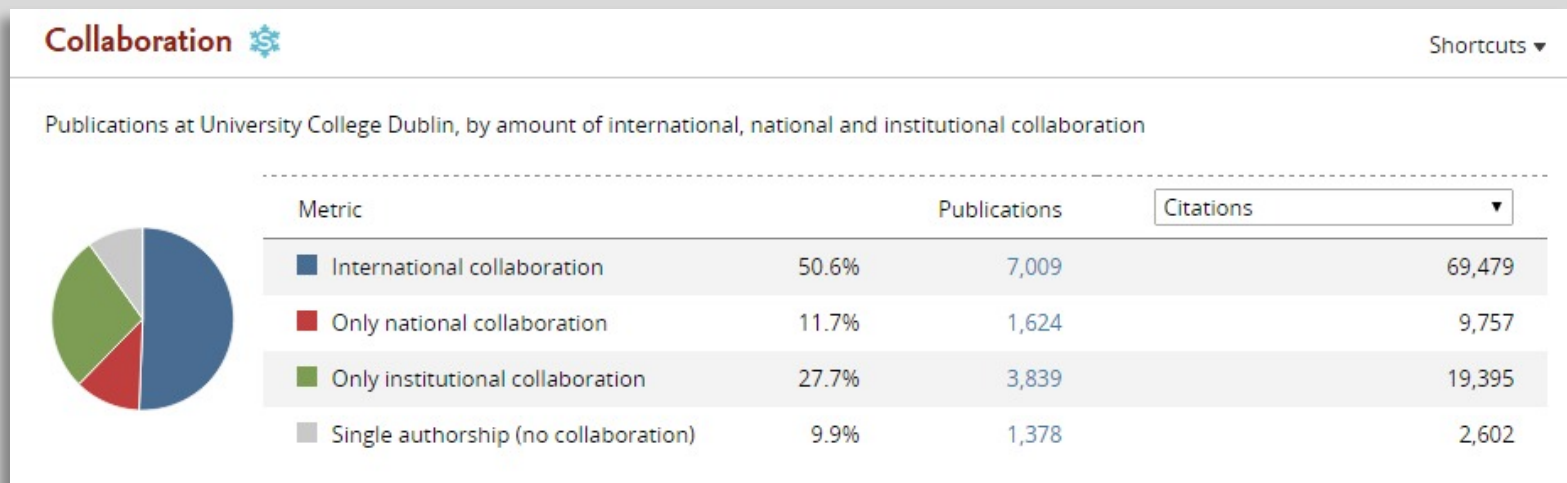 Collaboration
Shortcuts
Publications at University College Dublin, by amount of international, national and institutional collaboration
Metric Publications Citations
International collaboration 50.6% 7,009 69,479
Only national collaboration 11.7% 1,624 9,757
Only institutional collaboration 27.7% 3,839 19,395
Single authorship (no collaboration) 9.9% 1,378 2,602